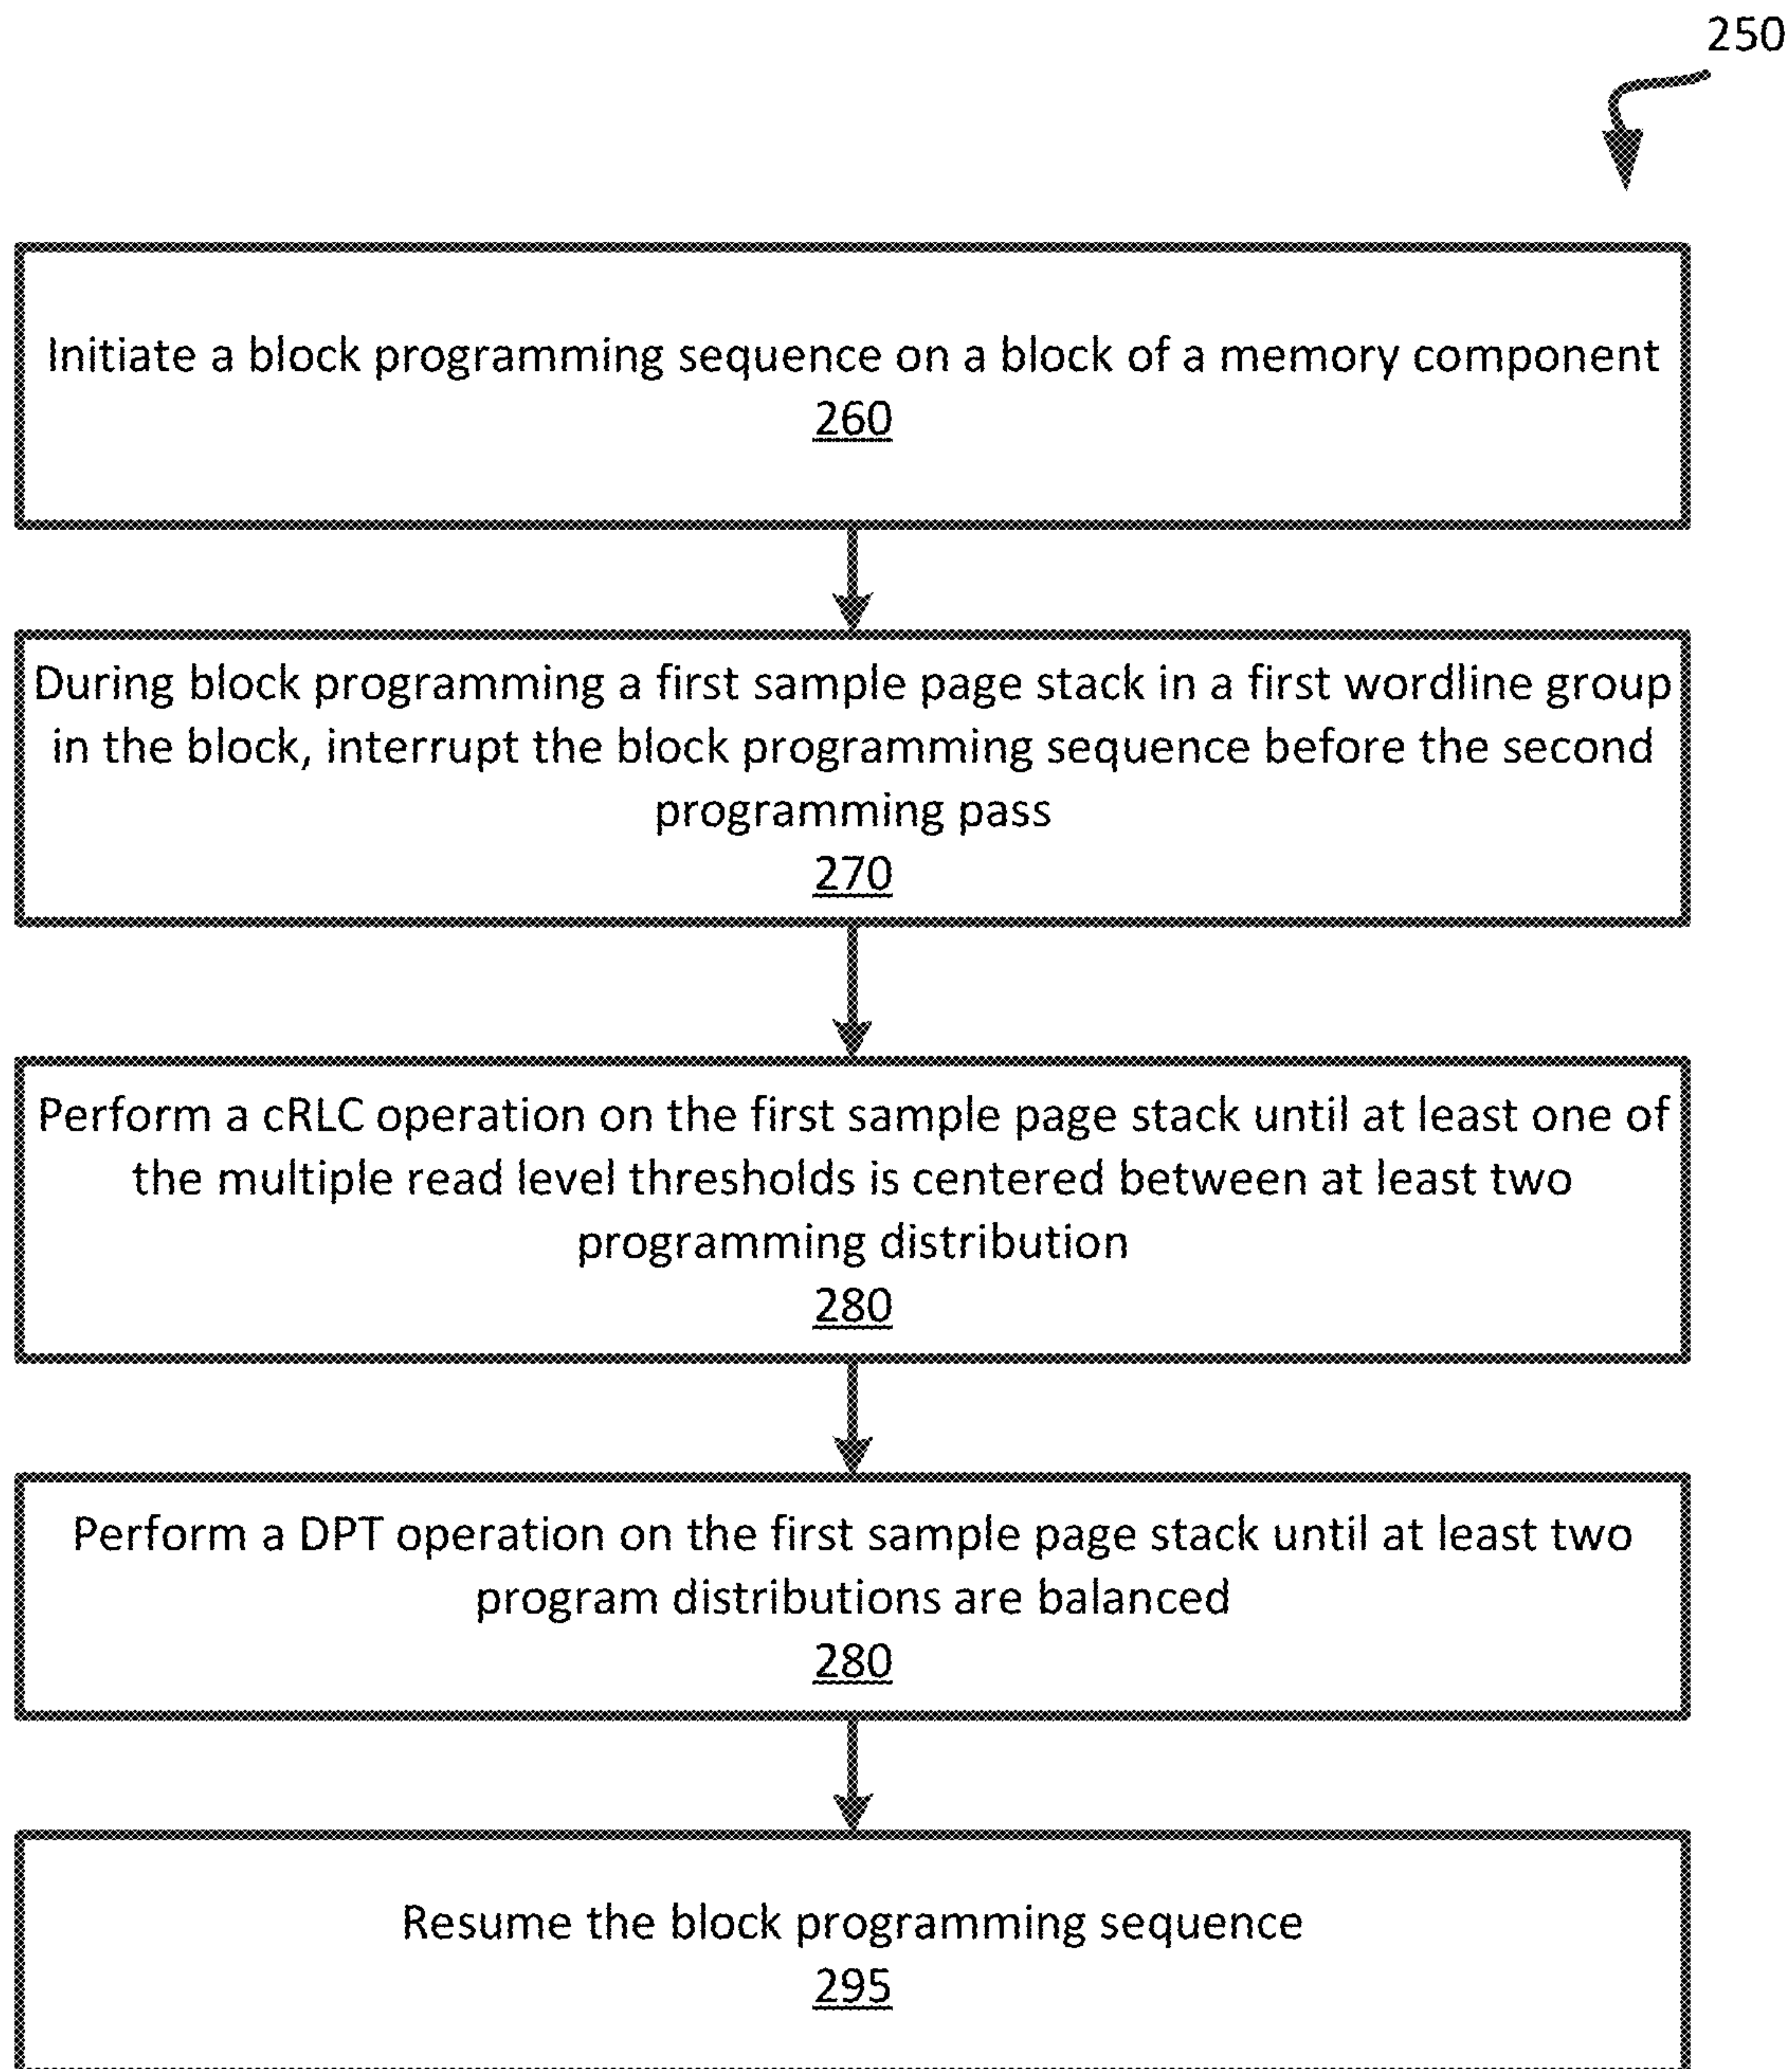 250
Initiate a block programming sequence on a block of a memory component
260
During block programming a first sample page stack in a first wordline group
in the block, interrupt the block programming sequence before the second
programming pass
270
Perform a cRLC operation on the first sample page stack until at least one of
the multiple read level thresholds is centered between at least two
programming distribution
280
Perform a DPT operation on the first sample page stack until at least two
program distributions are balanced
280
Resume the block programming sequence
295